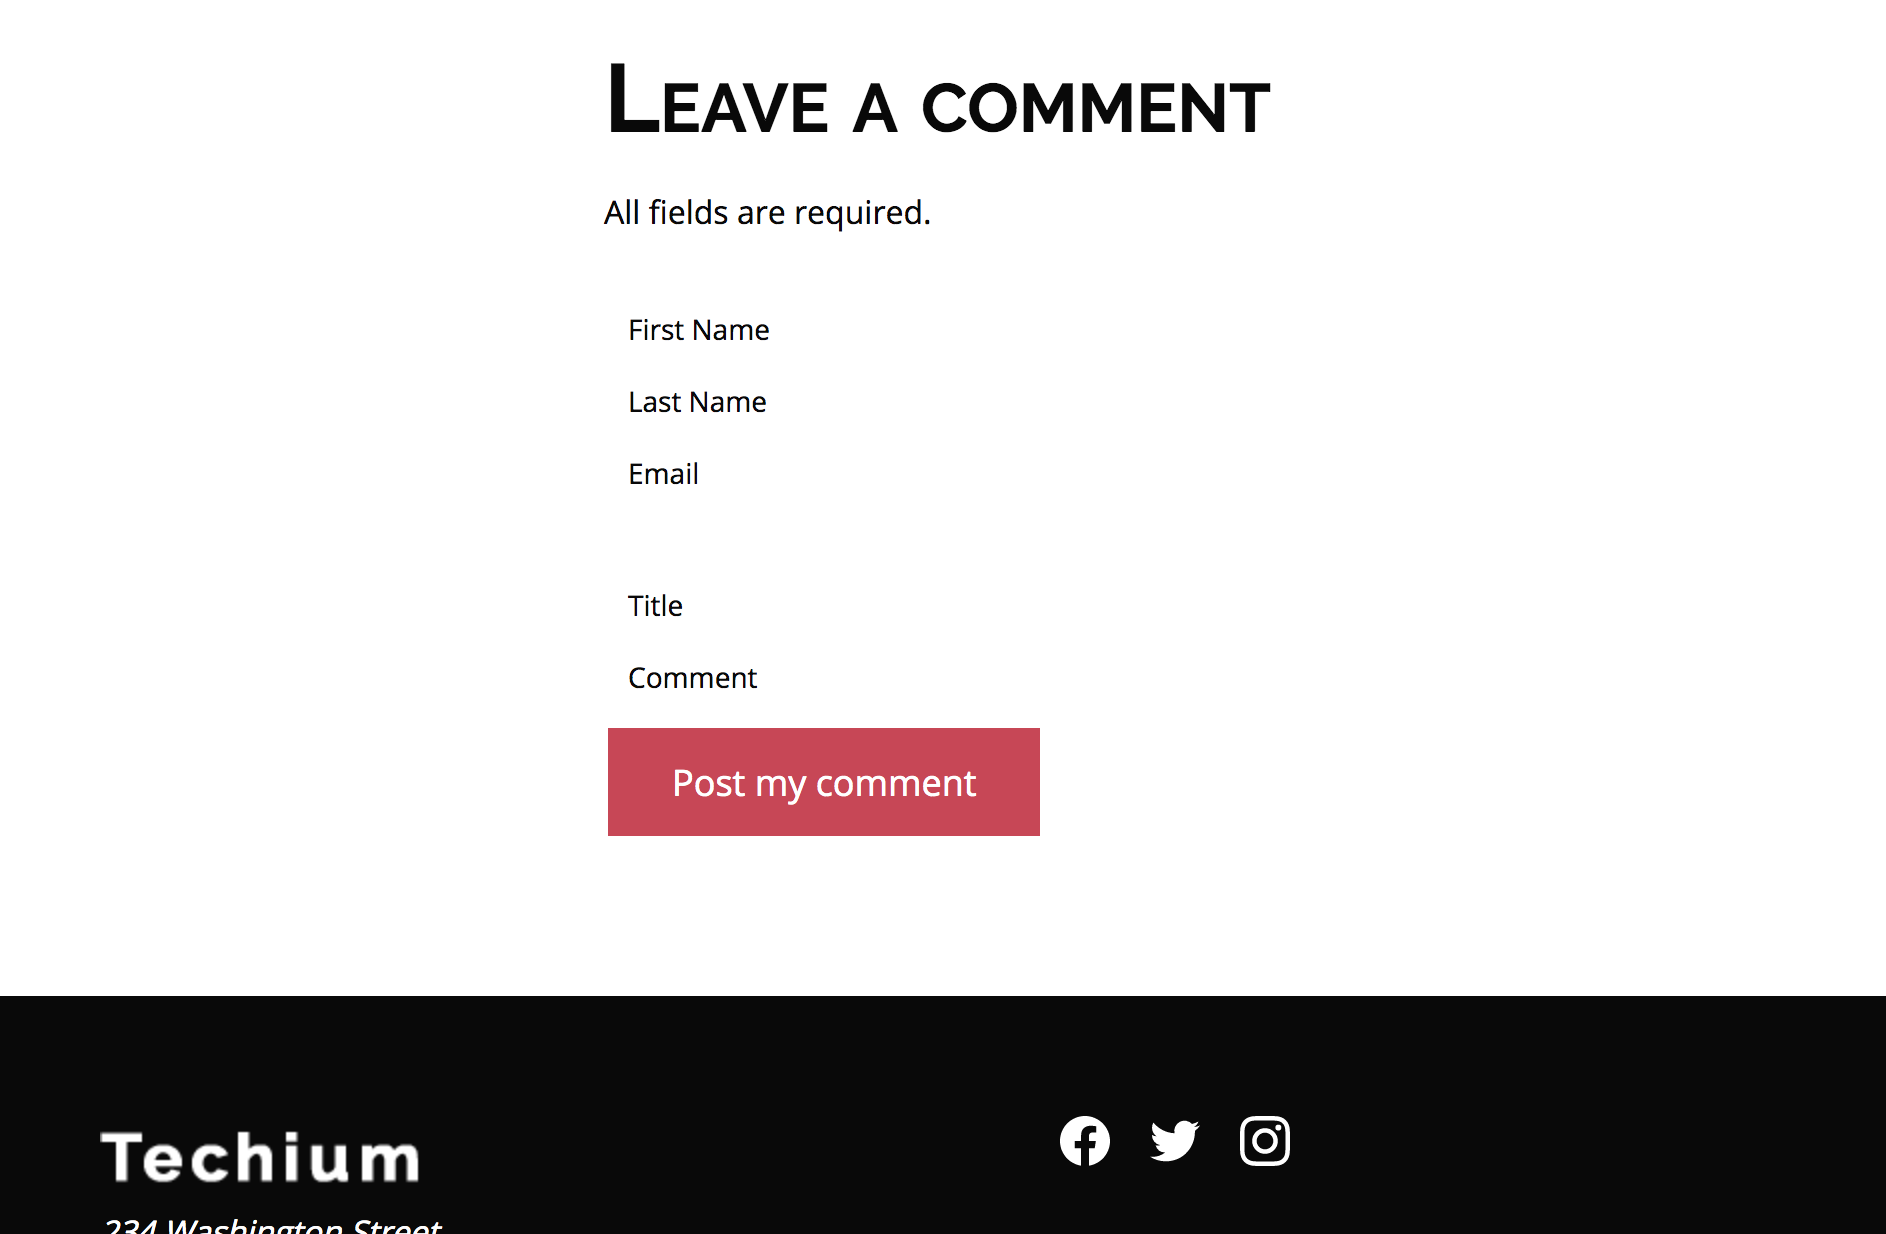 Leave a comment
All fields are required.
First Name
Last Name
Email
Title
Comment
Post my comment
Techium
234 Washington Street